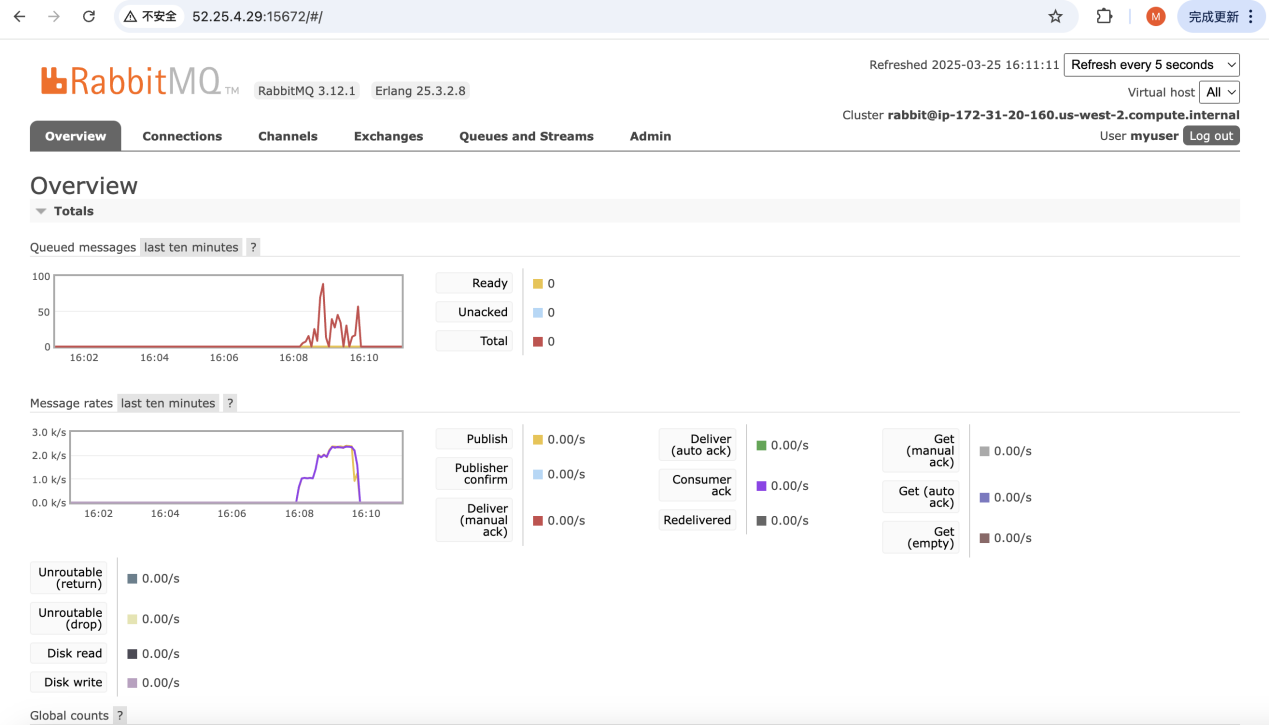 不安全 52.25.4.29:15672/#/ M 完成更新
Refreshed 2025-03-25 16:11:11 Refresh every 5 seconds
RabbitMQ TM RabbitMQ 3.12.1 Erlang 25.3.2.8
Virtual host All
Cluster rabbit@ip-172-31-20-160.us-west-2.compute.internal
User myuser Log out
Overview Connections Channels Exchanges Queues and Streams Admin
Overview
Totals
Queued messages last ten minutes ?
100
50
0
16:02 16:04 16:06 16:08 16:10
Ready 0
Unacked 0
Total 0
Message rates last ten minutes ?
3.0 k/s
2.0 k/s
1.0 k/s
0.0 k/s
16:02 16:04 16:06 16:08 16:10
Publish 0.00/s
Publisher
confirm 0.00/s
Deliver
(manual
ack) 0.00/s
Deliver
(auto ack) 0.00/s
Consumer
ack 0.00/s
Redelivered 0.00/s
Get
(manual
ack) 0.00/s
Get (auto
ack) 0.00/s
Get
(empty) 0.00/s
Unroutable
(return) 0.00/s
Unroutable
(drop) 0.00/s
Disk read 0.00/s
Disk write 0.00/s
Global counts ?